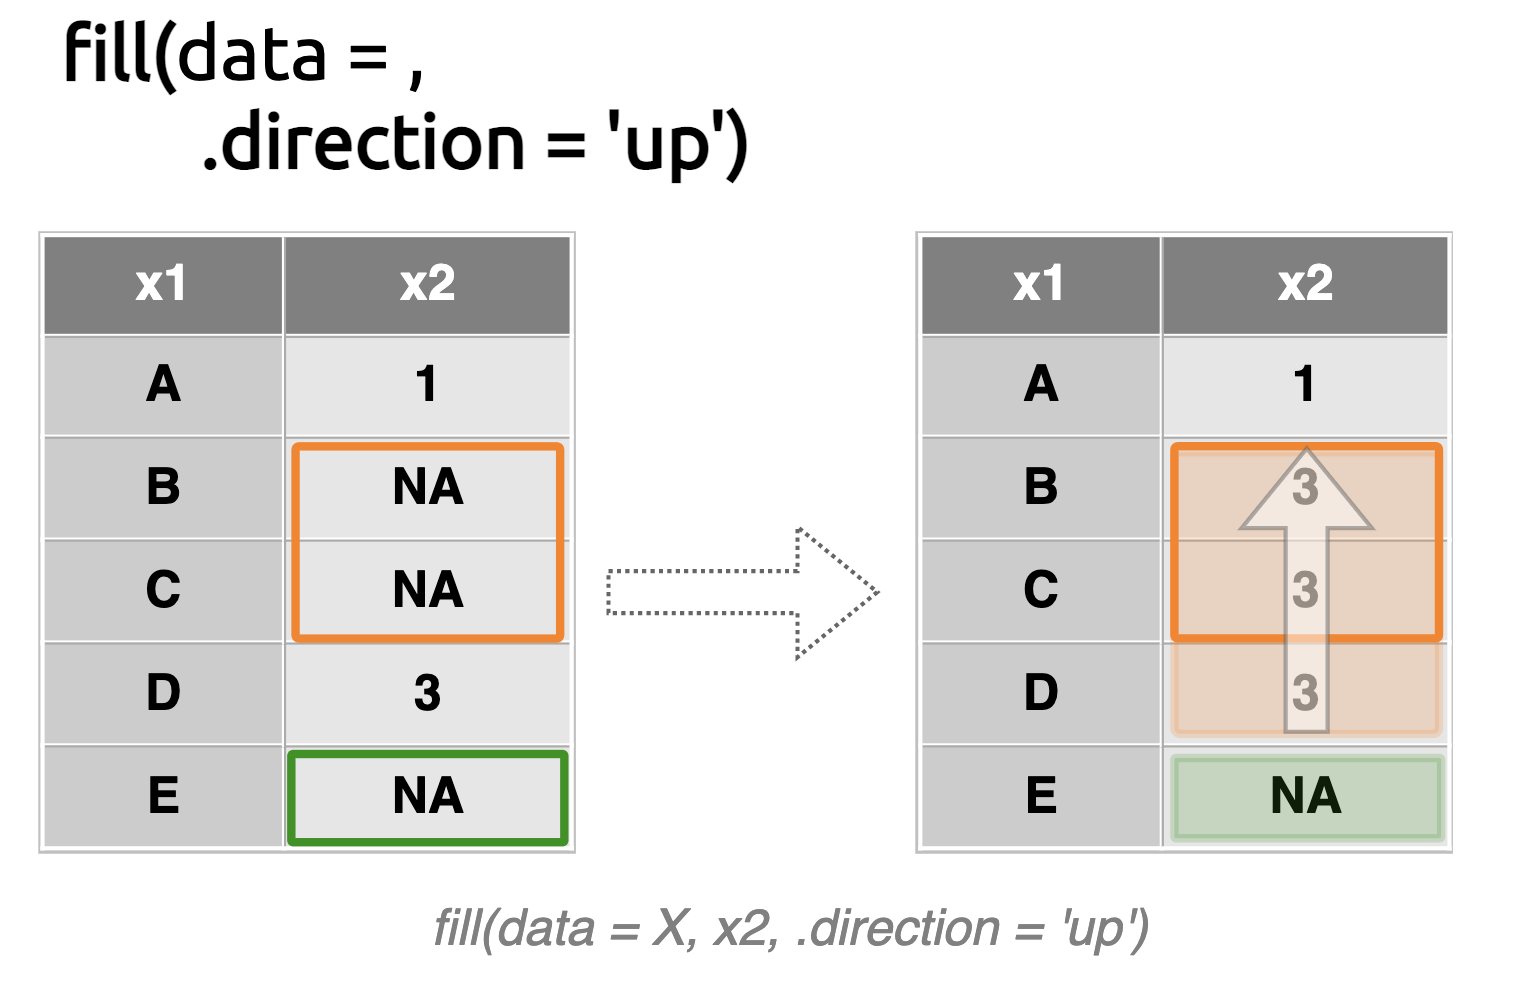 fill(data = ,
.direction = 'up')
x1 x2
A 1
B NA
C NA
D 3
E NA
x1 x2
A 1
B 3
C 3
D 3
E NA
fill(data = X, x2, .direction = 'up')